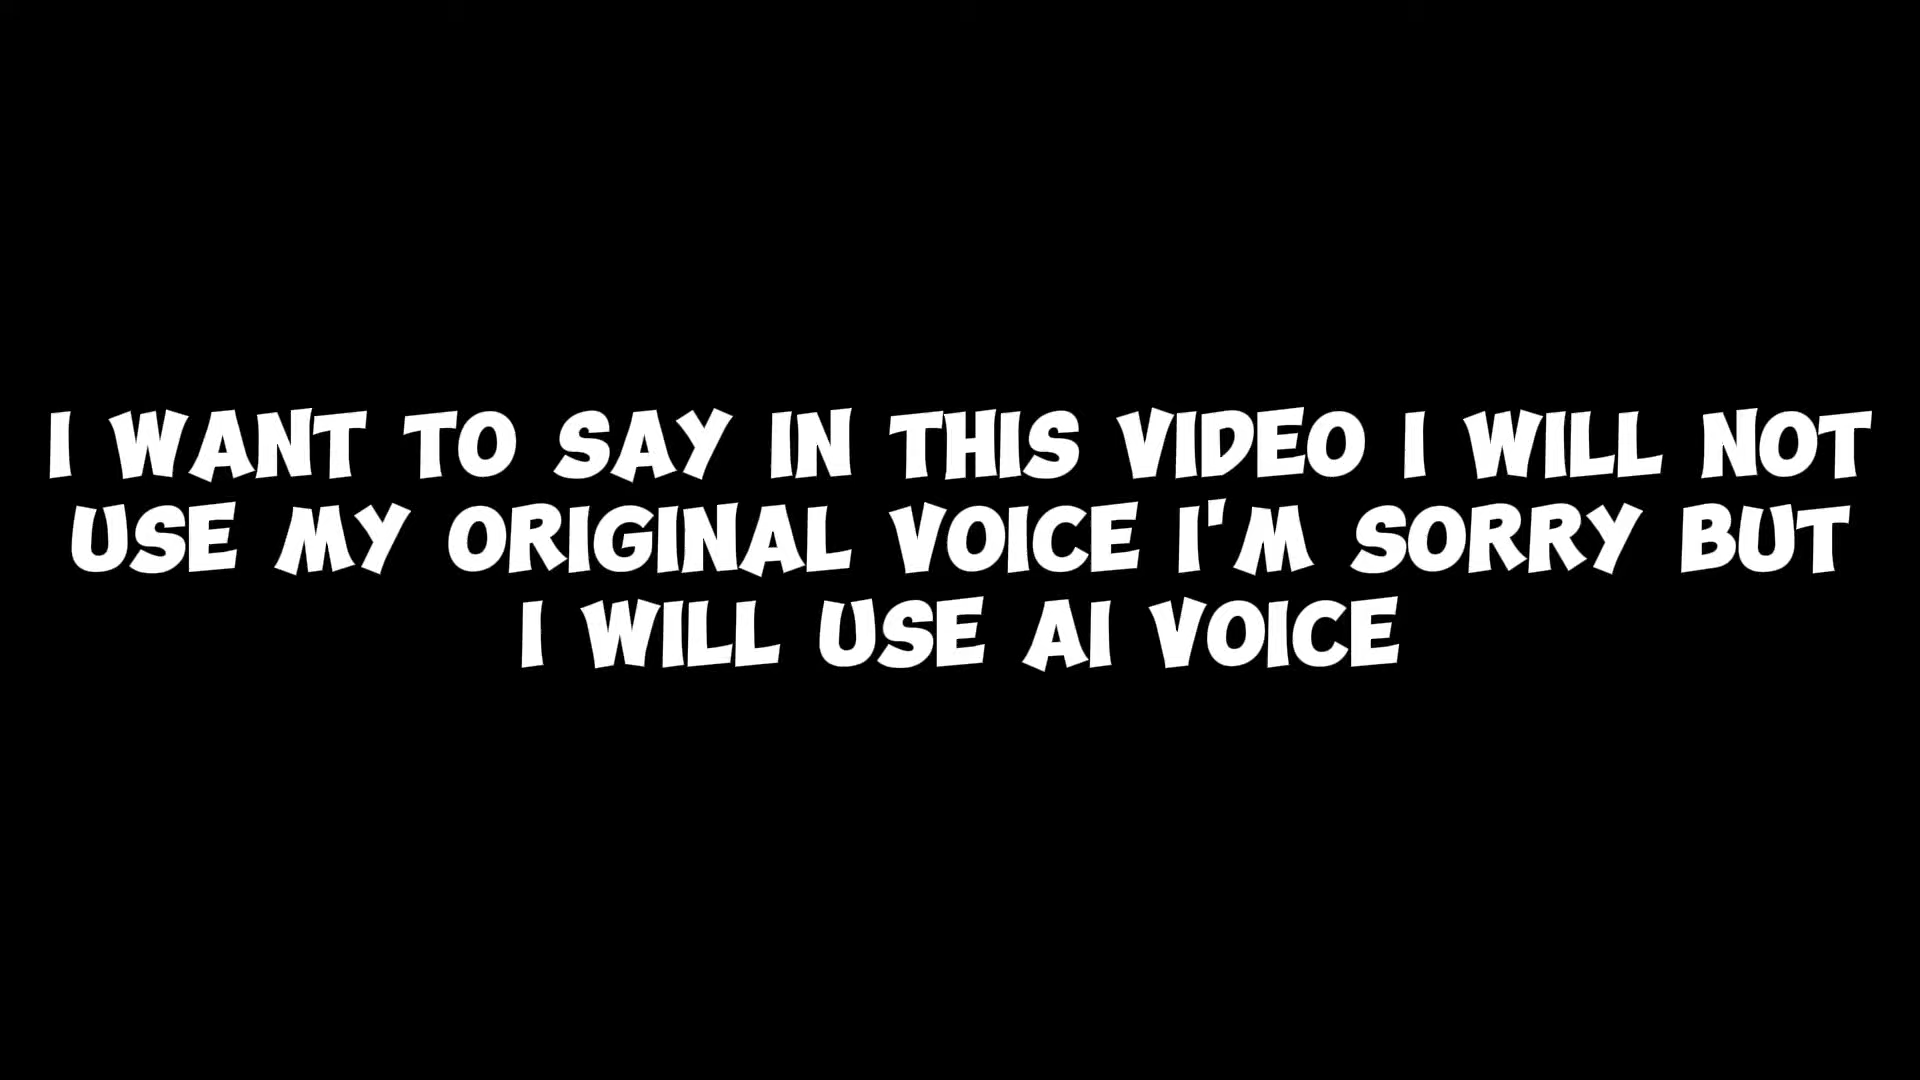 I WANT TO SAY IN THIS VIDEO I WILL NOT
USE MY ORIGINAL VOICE I'M SORRY BUT
I WILL USE AI VOICE